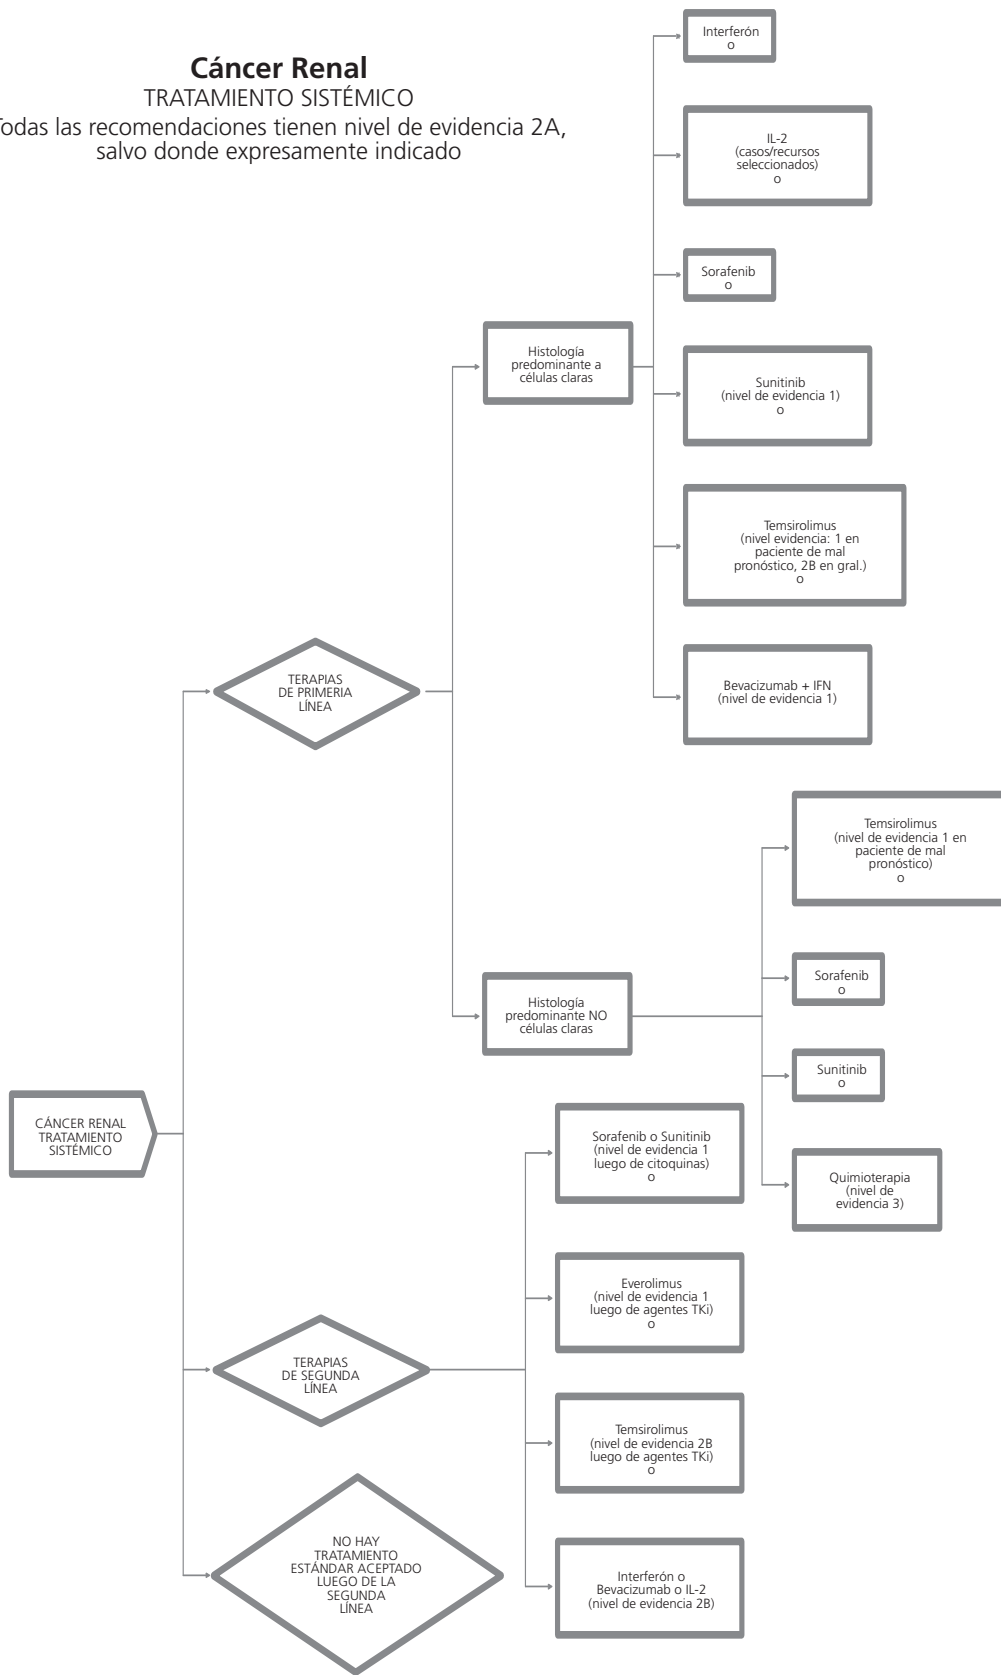 Cáncer Renal
TRATAMIENTO SISTÉMICO
odas las recomendaciones tienen nivel de evidencia 2A,
salvo donde expresamente indicado
Interferón
o
IL-2
(casos/recursos
seleccionados)
o
Sorafenib
o
Histología
predominante a
células claras
Sunitinib
(nivel de evidencia 1)
o
Temsirolimus
(nivel evidencia: 1 en
paciente de mal
pronóstico, 2B en gral.)
o
TERAPIAS
DE PRIMERIA
LÍNEA
Bevacizumab + IFN
(nivel de evidencia 1)
Temsirolimus
(nivel de evidencia 1 en
paciente de mal
pronóstico)
o
Sorafenib
o
Histología
predominante NO
células claras
Sunitinib
o
Quimioterapia
(nivel de
evidencia 3)
CÁNCER RENAL
TRATAMIENTO
SISTÉMICO
Sorafenib o Sunitinib
(nivel de evidencia 1
luego de citoquinas)
o
Everolimus
(nivel de evidencia 1
luego de agentes TKi)
o
TERAPIAS
DE SEGUNDA
LÍNEA
Temsirolimus
(nivel de evidencia 2B
luego de agentes TKi)
o
Interferón o
Bevacizumab o IL-2
(nivel de evidencia 2B)
NO HAY
TRATAMIENTO
ESTÁNDAR ACEPTADO
LUEGO DE LA
SEGUNDA
LÍNEA